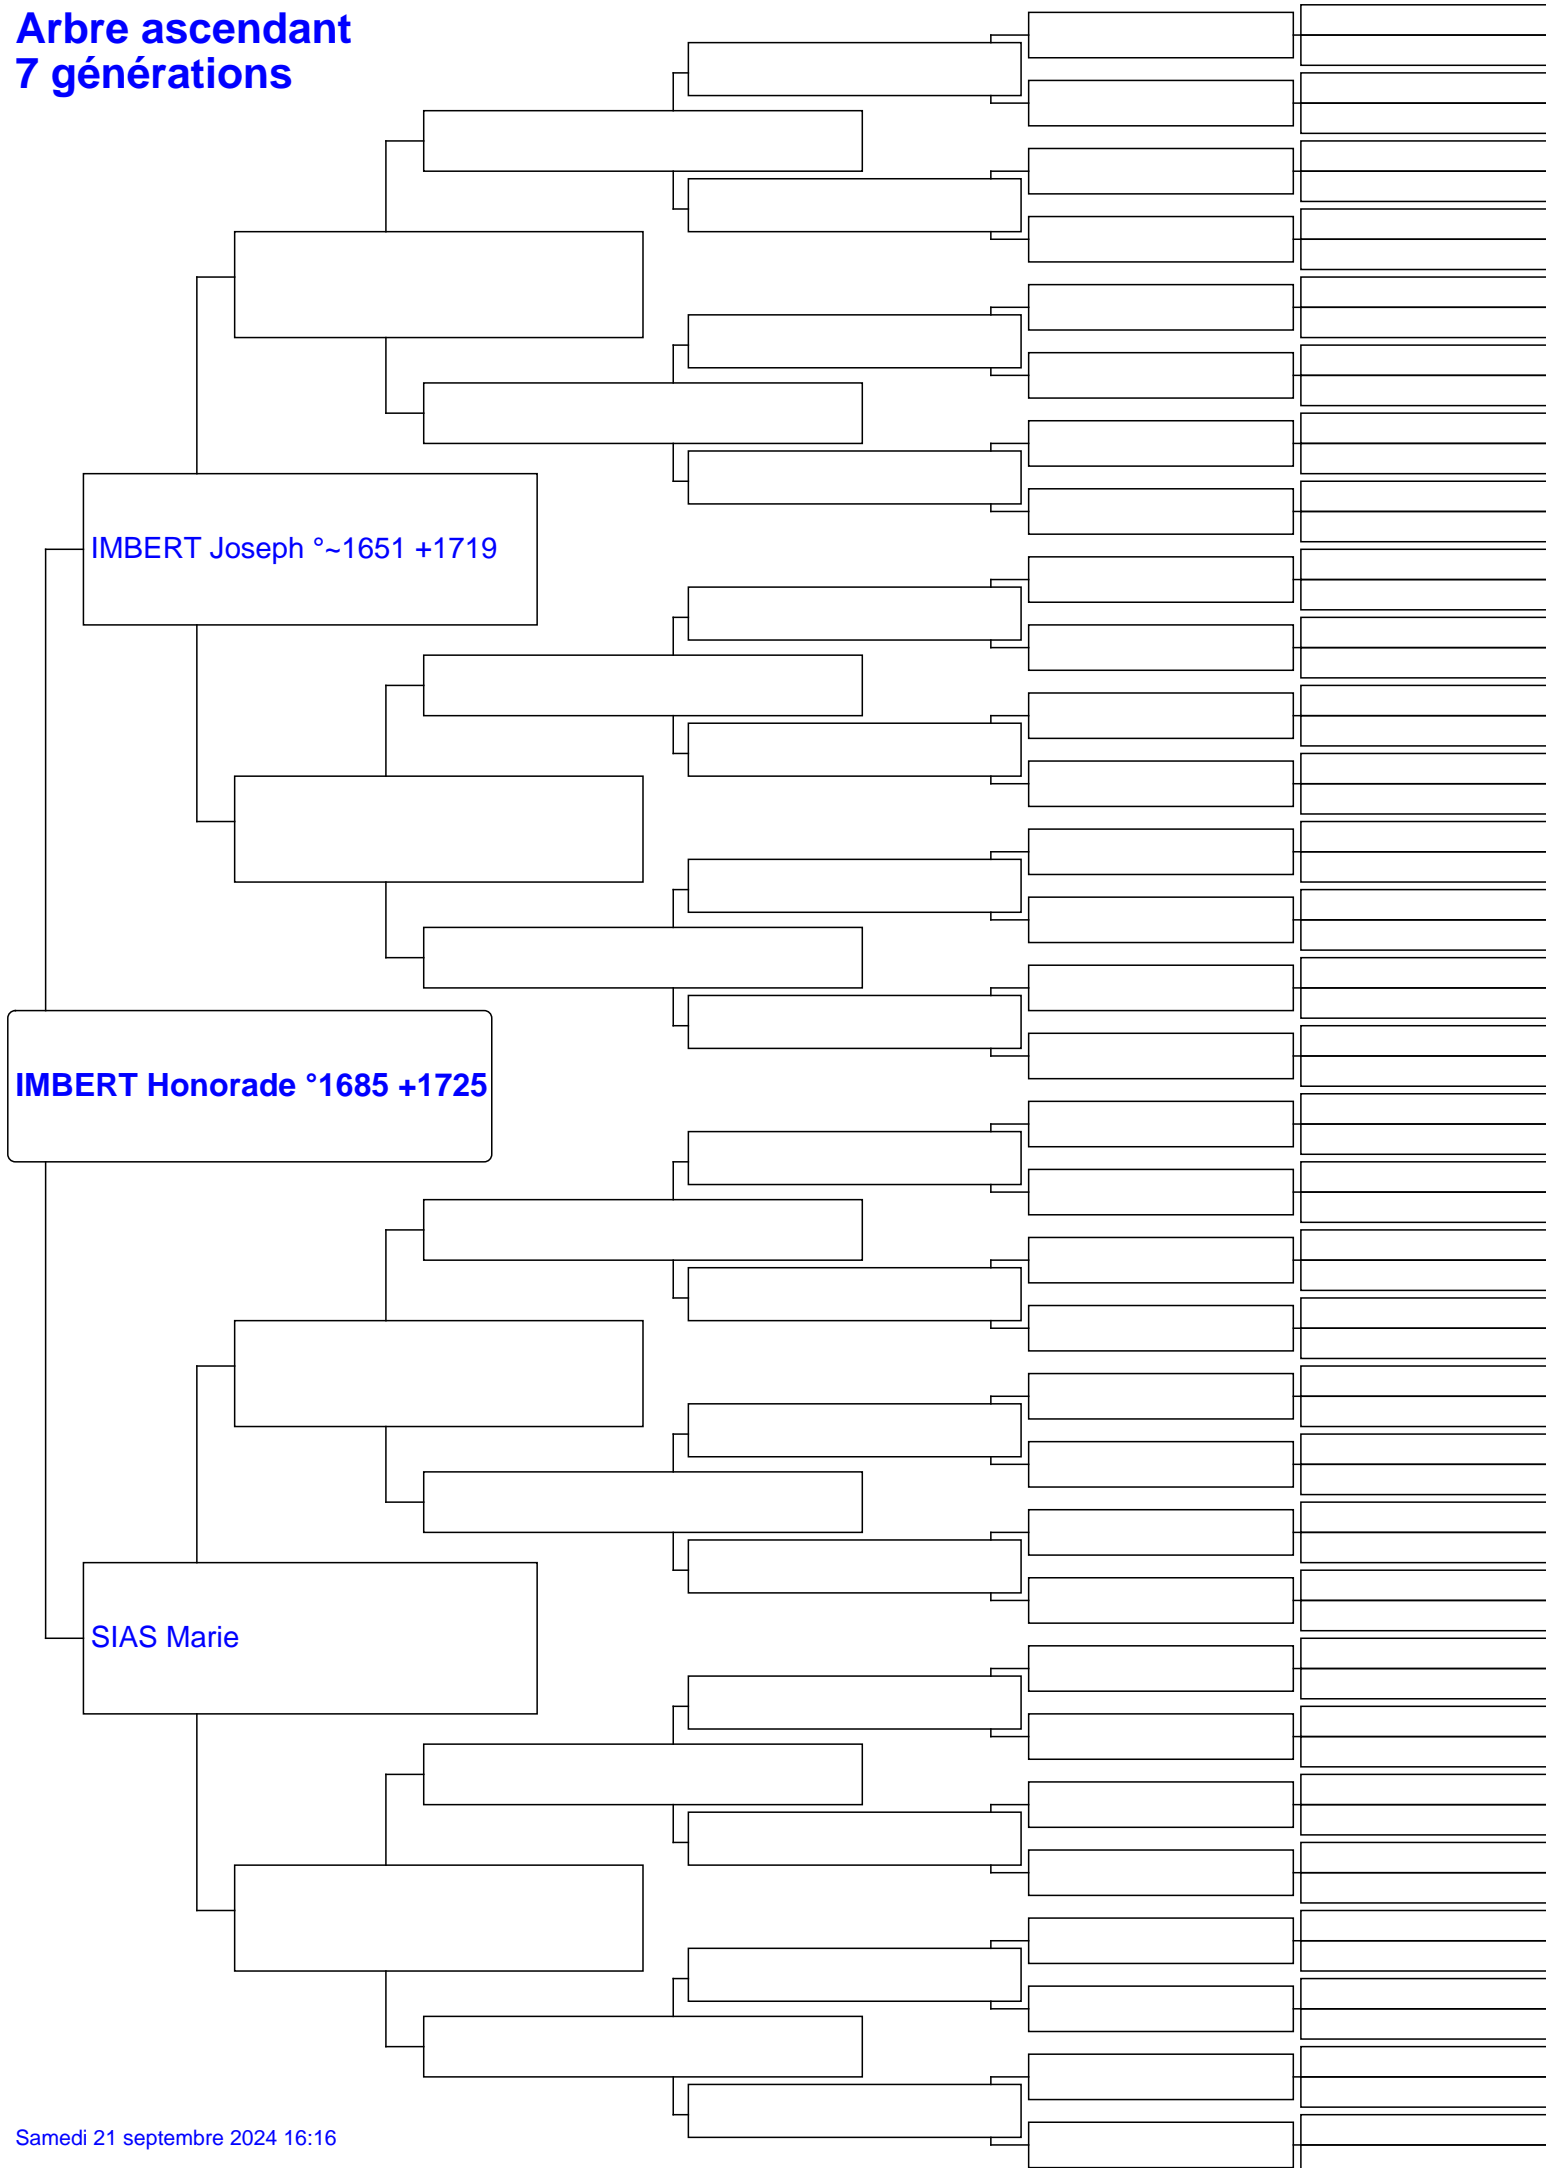 Arbre ascendant
7 générations
IMBERT Joseph °~1651 +1719
IMBERT Honorade °1685 +1725
SIAS Marie
Samedi 21 septembre 2024 16:16